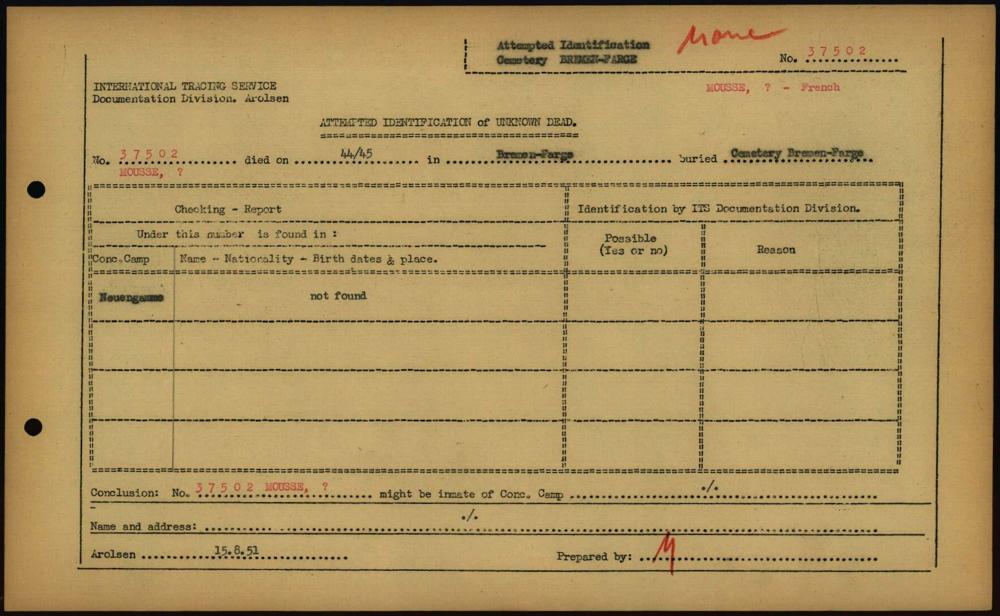 Attempted Identification
Cemetery BREMEN-FARGE
No. 37502
INTERNATIONAL TRACING SERVICE
Documentation Division. Arolsen
MOUSSE, ? - French
ATTEMPTED IDENTIFICATION of UNKNOWN DEAD.
No. 37502 died on 44/45 in Bremen-Farge buried Cemetery Bremen-Farge
MOUSSE, ?
Checking - Report
Identification by ITS Documentation Division.
Under this number is found in :
Possible
(Yes or no)
Reason
Conc.Camp
Name - Nationality - Birth dates & place.
Neuengamme
not found
Conclusion: No. 37502 MOUSSE, ? might be inmate of Conc. Camp ./.
Name and address: ./.
Arolsen 15.8.51
Prepared by: